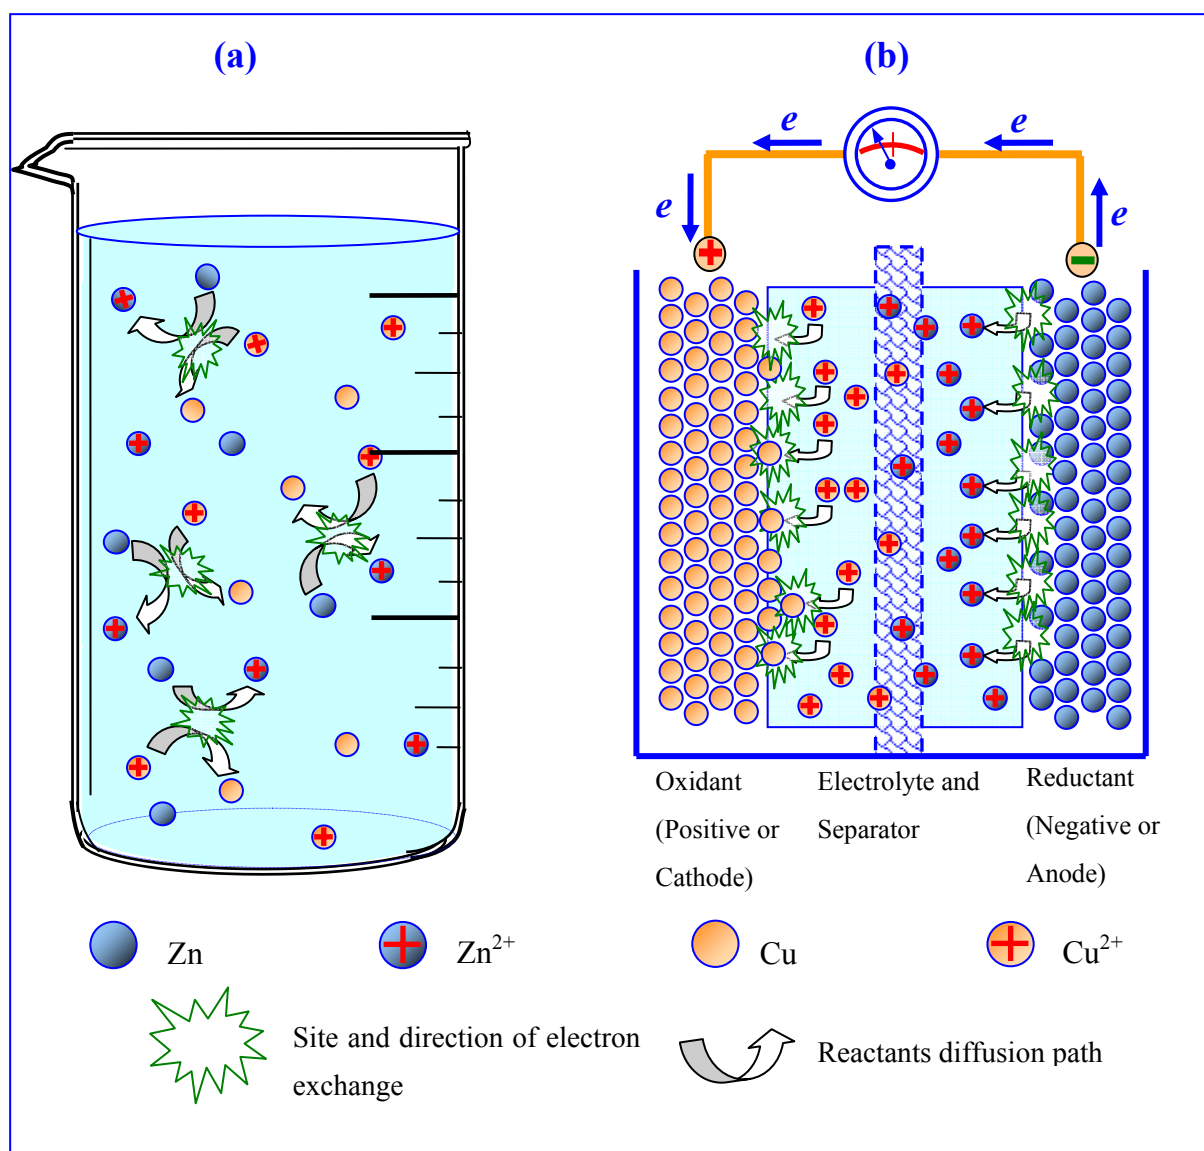 (a)
(b)
e
e
e
e
+
−
Oxidant
(Positive or
Cathode)
Electrolyte and
Separator
Reductant
(Negative or
Anode)
Zn
Zn²⁺
Cu
Cu²⁺
Site and direction of electron
exchange
Reactants diffusion path